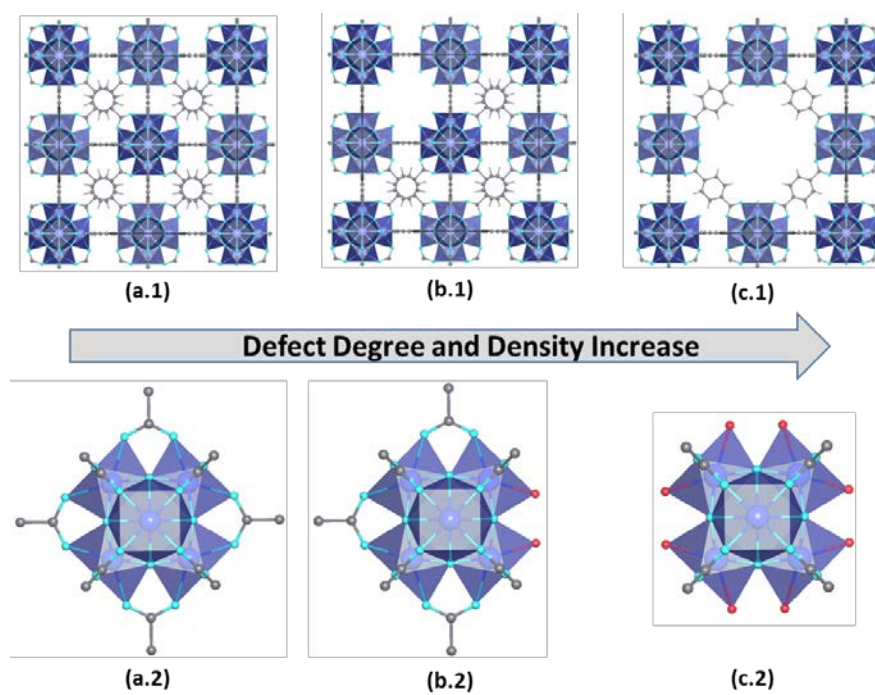 (a.1)
(b.1)
(c.1)
Defect Degree and Density Increase
(a.2)
(b.2)
(c.2)